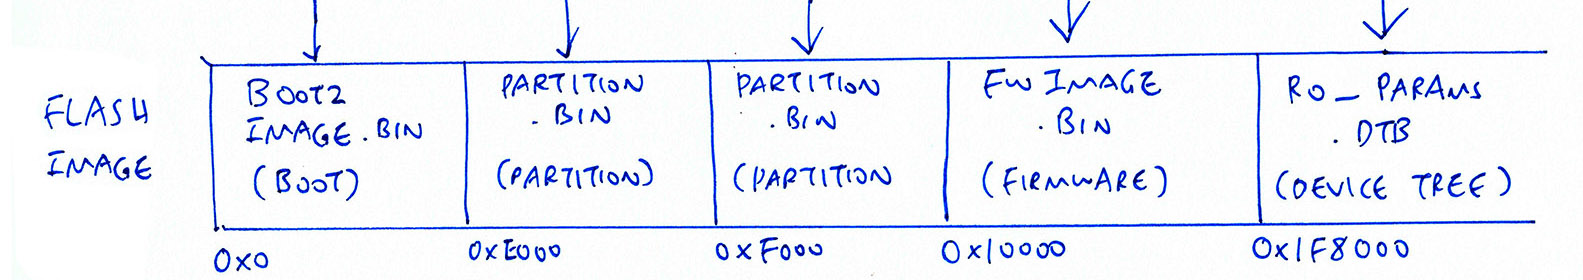 FLASH
IMAGE
BOOT2
IMAGE.BIN
(BOOT)
PARTITION
.BIN
(PARTITION)
PARTITION
.BIN
(PARTITION
FW IMAGE
.BIN
(FIRMWARE)
RO_PARAMS
.DTB
(DEVICE TREE)
0x0
0xE000
0xF000
0x10000
0x1F8000